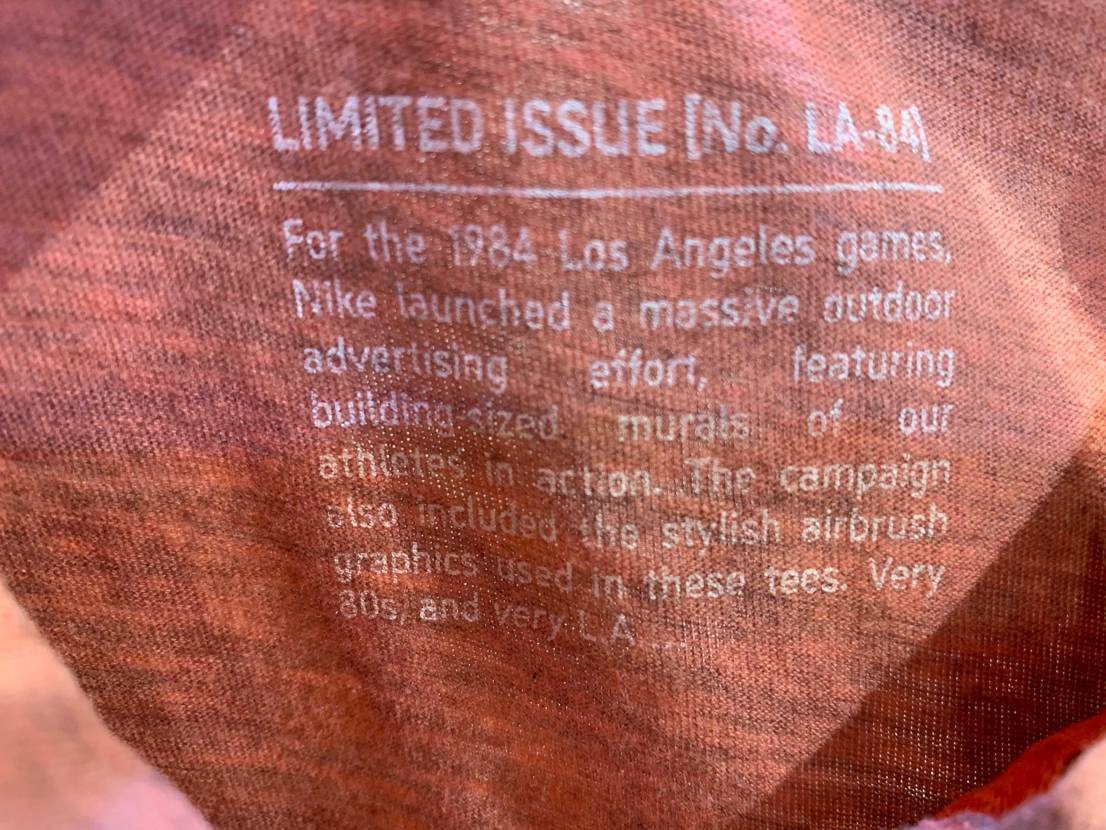 LIMITED ISSUE [No. LA-84]
For the 1984 Los Angeles games,
Nike launched a massive outdoor
advertising effort, featuring
building-sized murals of our
athletes in action. The campaign
also included the stylish airbrush
graphics used in these tees. Very
80s, and very L.A.